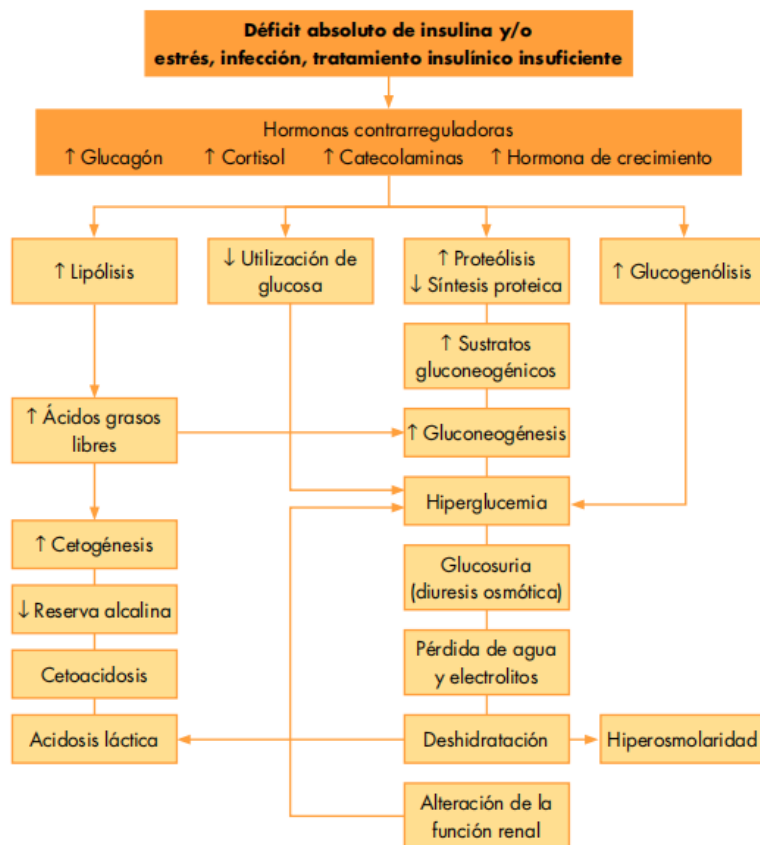 Déficit absoluto de insulina y/o
estrés, infección, tratamiento insulínico insuficiente
Hormonas contrarreguladoras
↑ Glucagón ↑ Cortisol ↑ Catecolaminas ↑ Hormona de crecimiento
↑ Lipólisis
↓ Utilización de
glucosa
↑ Proteólisis
↓ Síntesis proteica
↑ Glucogenólisis
↑ Sustratos
gluconeogénicos
↑ Ácidos grasos
libres
↑ Gluconeogénesis
Hiperglucemia
↑ Cetogénesis
Glucosuria
(diuresis osmótica)
↓ Reserva alcalina
Cetoacidosis
Pérdida de agua
y electrolitos
Acidosis láctica
Deshidratación
Hiperosmolaridad
Alteración de la
función renal